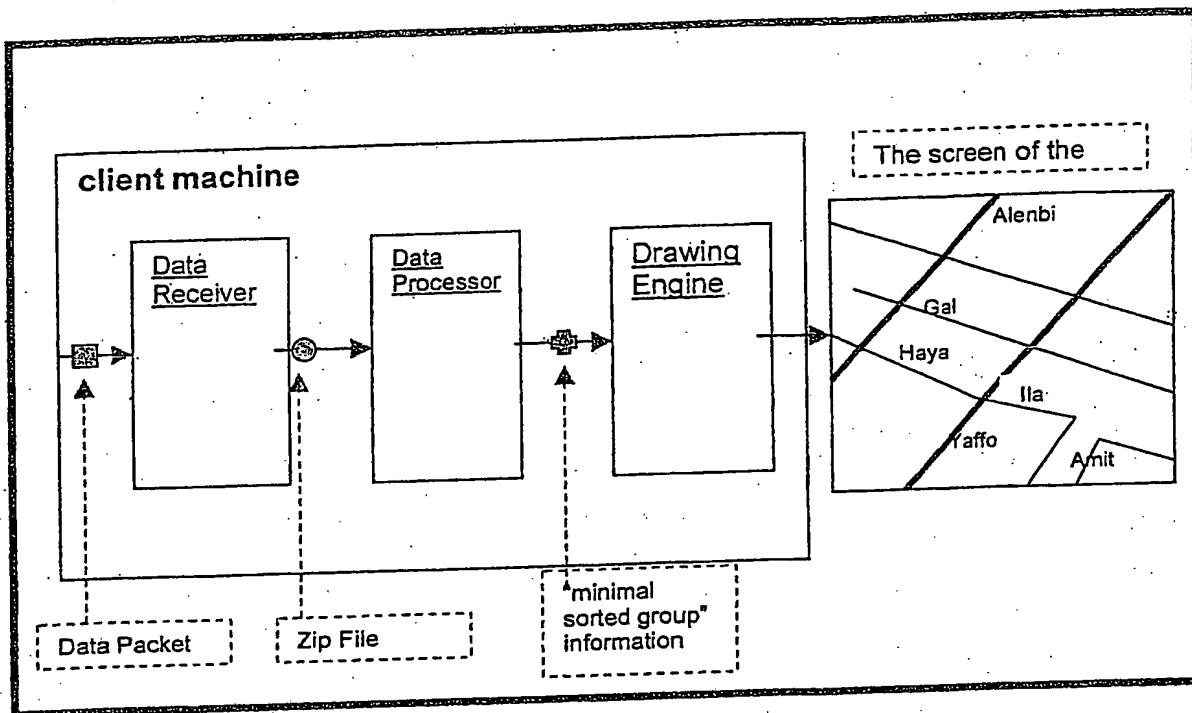 The screen of the
client machine
Data
Receiver
Data
Processor
Drawing
Engine
Alenbi
Gal
Haya
Ila
Yaffo
Amit
Data Packet
Zip File
"minimal
sorted group"
information